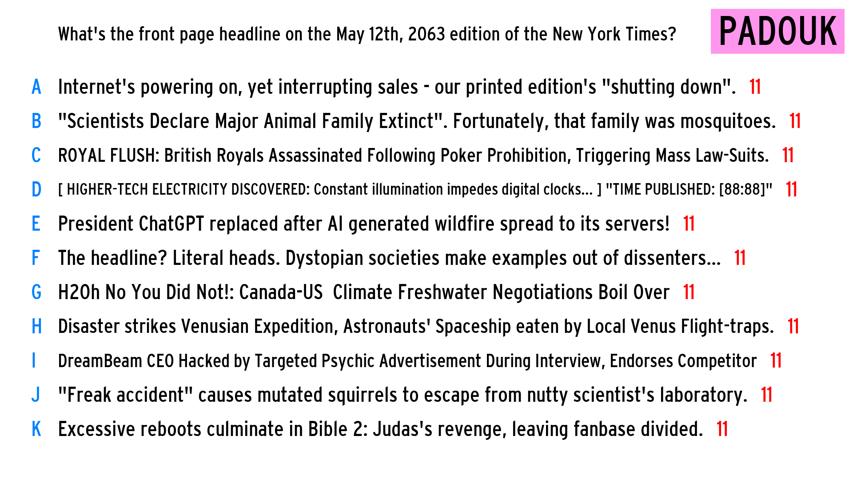 What's the front page headline on the May 12th, 2063 edition of the New York Times?
PADOUK
A Internet's powering on, yet interrupting sales - our printed edition's "shutting down". 11
B "Scientists Declare Major Animal Family Extinct". Fortunately, that family was mosquitoes. 11
C ROYAL FLUSH: British Royals Assassinated Following Poker Prohibition, Triggering Mass Law-Suits. 11
D [ HIGHER-TECH ELECTRICITY DISCOVERED: Constant illumination impedes digital clocks... ] "TIME PUBLISHED: [88:88]" 11
E President ChatGPT replaced after AI generated wildfire spread to its servers! 11
F The headline? Literal heads. Dystopian societies make examples out of dissenters... 11
G H2Oh No You Did Not!: Canada-US Climate Freshwater Negotiations Boil Over 11
H Disaster strikes Venusian Expedition, Astronauts' Spaceship eaten by Local Venus Flight-traps. 11
I DreamBeam CEO Hacked by Targeted Psychic Advertisement During Interview, Endorses Competitor 11
J "Freak accident" causes mutated squirrels to escape from nutty scientist's laboratory. 11
K Excessive reboots culminate in Bible 2: Judas's revenge, leaving fanbase divided. 11